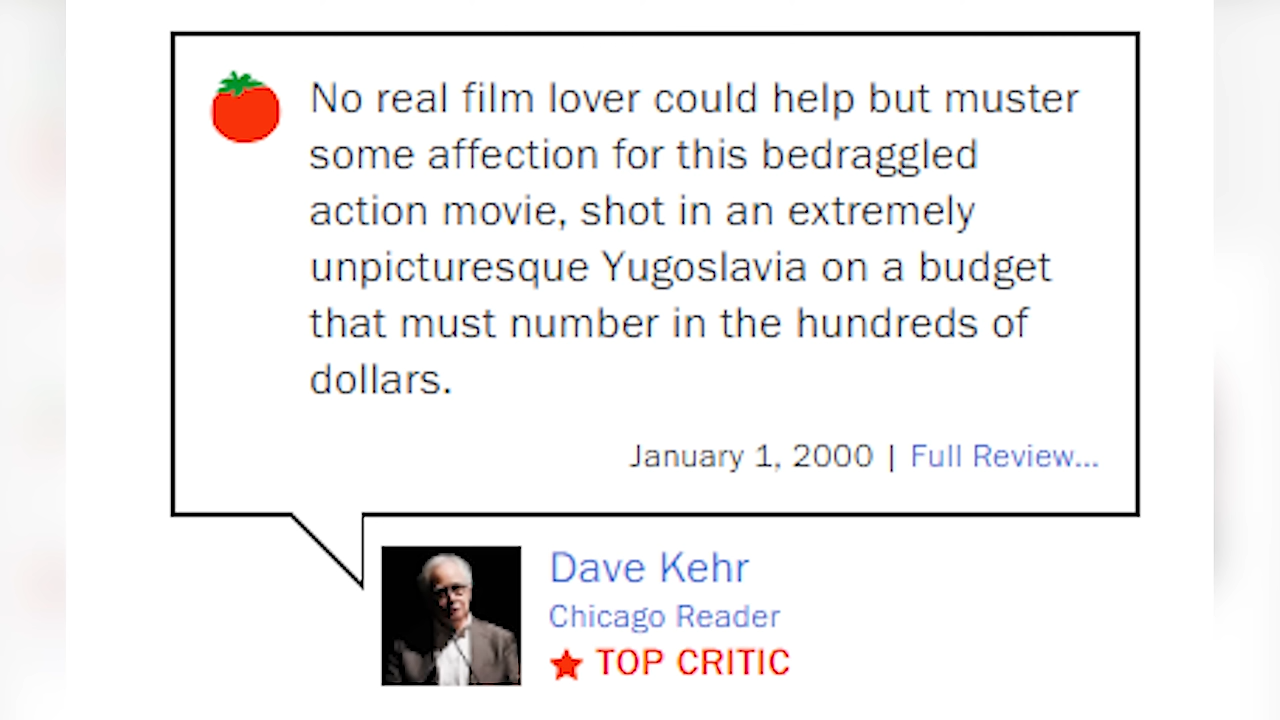 No real film lover could help but muster
some affection for this bedraggled
action movie, shot in an extremely
unpicturesque Yugoslavia on a budget
that must number in the hundreds of
dollars.
January 1, 2000 | Full Review...
Dave Kehr
Chicago Reader
TOP CRITIC